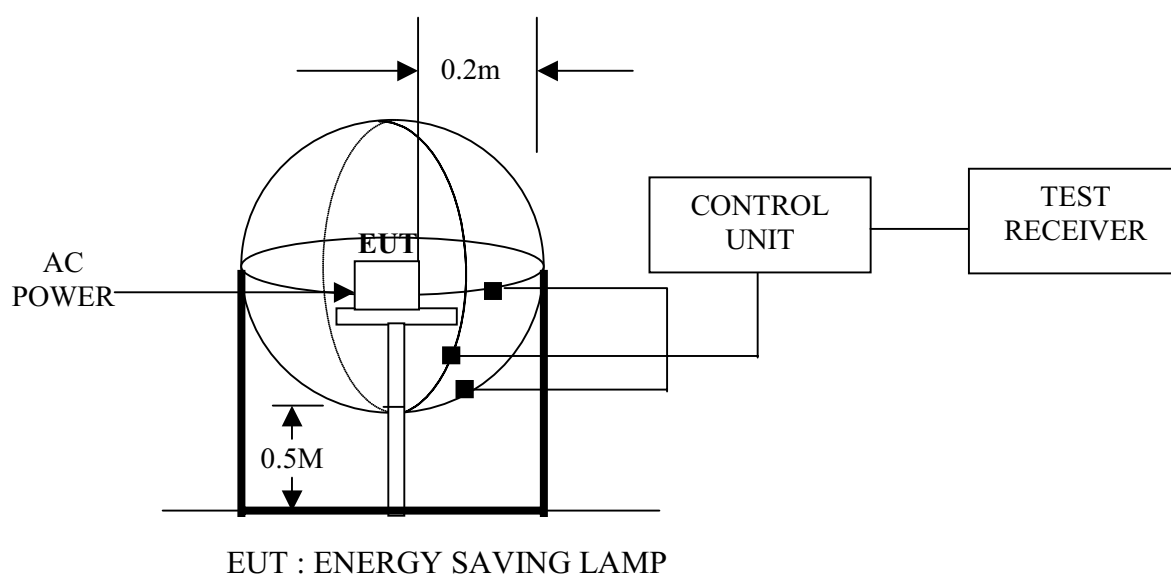 0.2m
CONTROL
UNIT
TEST
RECEIVER
EUT
AC
POWER
0.5M
EUT : ENERGY SAVING LAMP